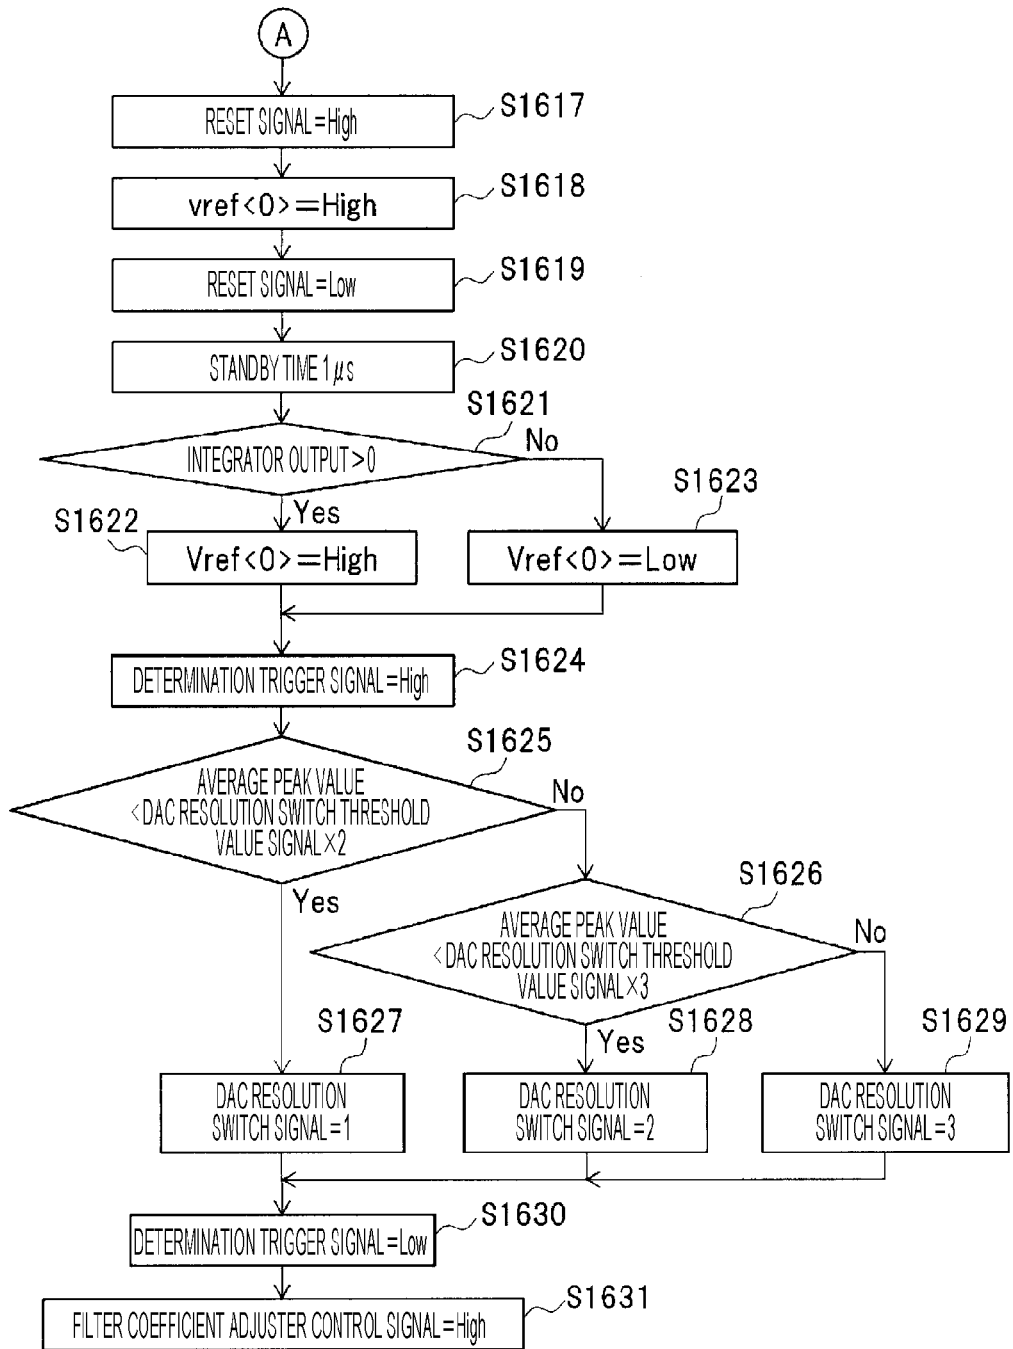 A
RESET SIGNAL=High
S1617
vref<0>=High
S1618
RESET SIGNAL=Low
S1619
STANDBY TIME 1μs
S1620
S1621
INTEGRATOR OUTPUT>0
No
Yes
S1622
S1623
Vref<0>=High
Vref<0>=Low
DETERMINATION TRIGGER SIGNAL=High
S1624
S1625
AVERAGE PEAK VALUE
<DAC RESOLUTION SWITCH THRESHOLD
VALUE SIGNAL×2
No
Yes
S1626
AVERAGE PEAK VALUE
<DAC RESOLUTION SWITCH THRESHOLD
VALUE SIGNAL×3
No
Yes
S1627
S1628
S1629
DAC RESOLUTION
SWITCH SIGNAL=1
DAC RESOLUTION
SWITCH SIGNAL=2
DAC RESOLUTION
SWITCH SIGNAL=3
DETERMINATION TRIGGER SIGNAL=Low
S1630
FILTER COEFFICIENT ADJUSTER CONTROL SIGNAL=High
S1631